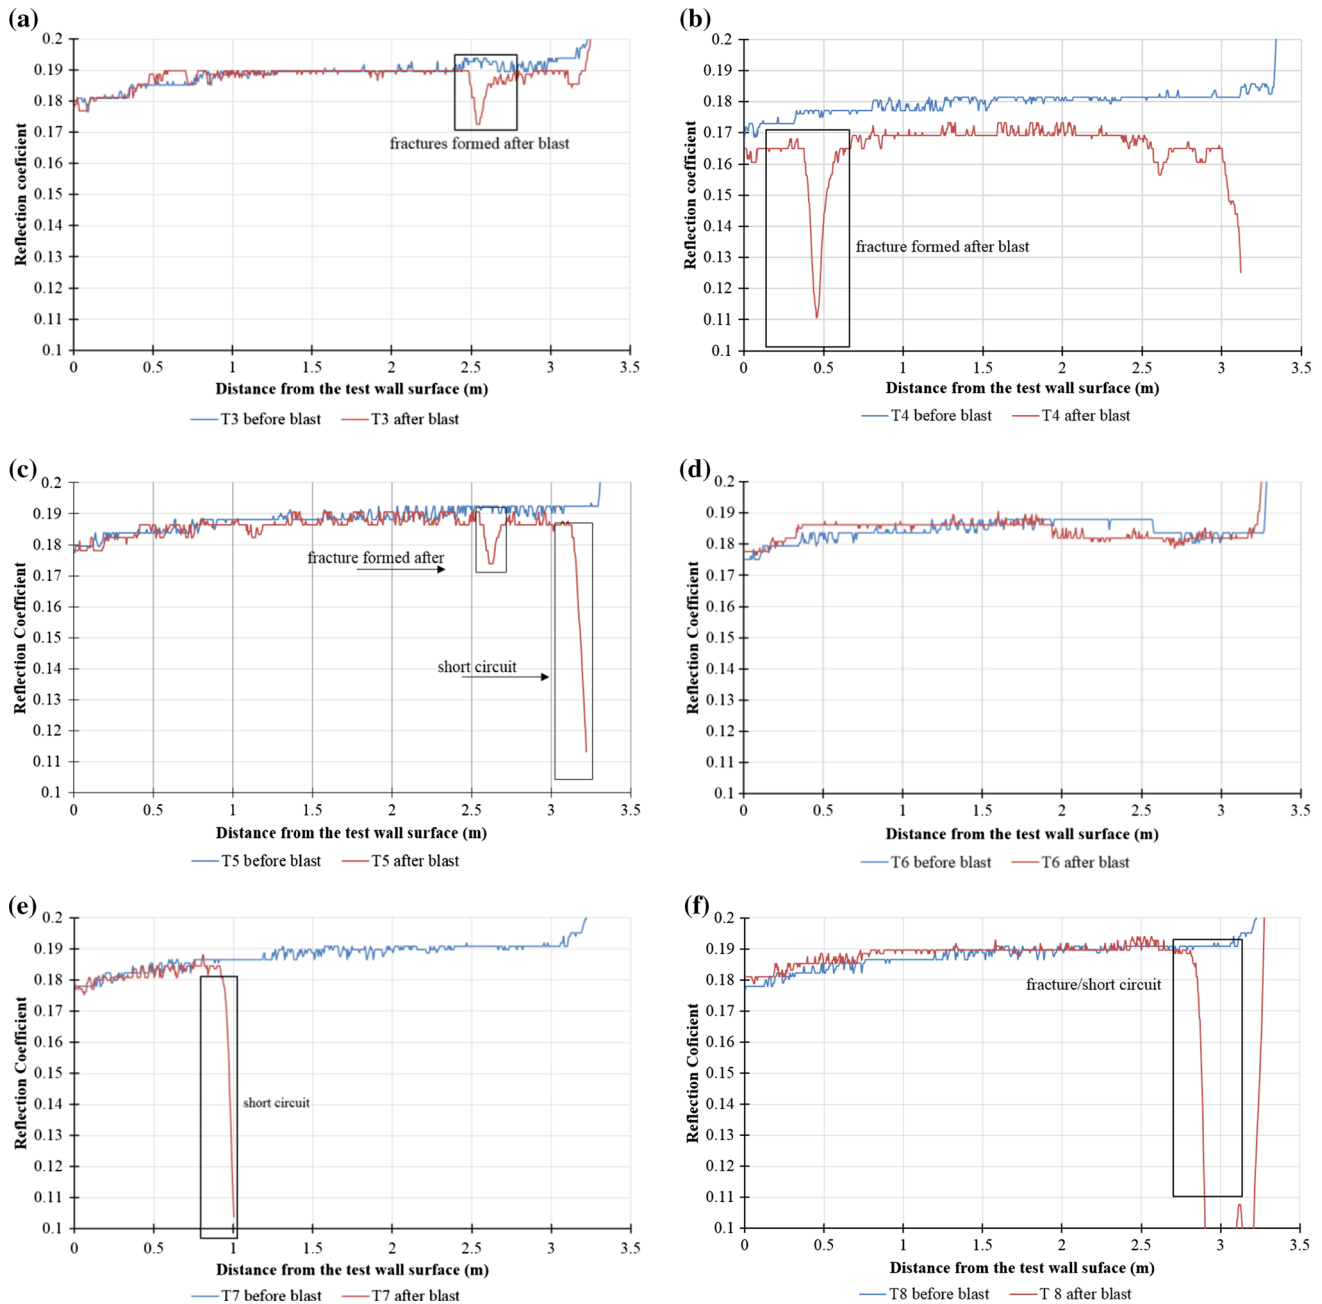 (a)
0.2
0.19
0.18
0.17
0.16
0.15
0.14
0.13
0.12
0.11
0.1
Reflection coefficient
fractures formed after blast
0 0.5 1 1.5 2 2.5 3 3.5
Distance from the test wall surface (m)
T3 before blast T3 after blast
(b)
0.2
0.19
0.18
0.17
0.16
0.15
0.14
0.13
0.12
0.11
0.1
Reflection coefficient
fracture formed after blast
0 0.5 1 1.5 2 2.5 3 3.5
Distance from the test wall surface (m)
T4 before blast T4 after blast
(c)
0.2
0.19
0.18
0.17
0.16
0.15
0.14
0.13
0.12
0.11
0.1
Reflection Coefficient
fracture formed after
short circuit
0 0.5 1 1.5 2 2.5 3 3.5
Distance from the test wall surface (m)
T5 before blast T5 after blast
(d)
0.2
0.19
0.18
0.17
0.16
0.15
0.14
0.13
0.12
0.11
0.1
Reflection Coefficient
0 0.5 1 1.5 2 2.5 3 3.5
Distance from the test wall surface (m)
T6 before blast T6 after blast
(e)
0.2
0.19
0.18
0.17
0.16
0.15
0.14
0.13
0.12
0.11
0.1
Reflection Coefficient
short circuit
0 0.5 1 1.5 2 2.5 3 3.5
Distance from the test wall surface (m)
T7 before blast T7 after blast
(f)
0.2
0.19
0.18
0.17
0.16
0.15
0.14
0.13
0.12
0.11
0.1
Reflection Coficient
fracture/short circuit
0 0.5 1 1.5 2 2.5 3 3.5
Distance from the test wall surface (m)
T8 before blast T 8 after blast